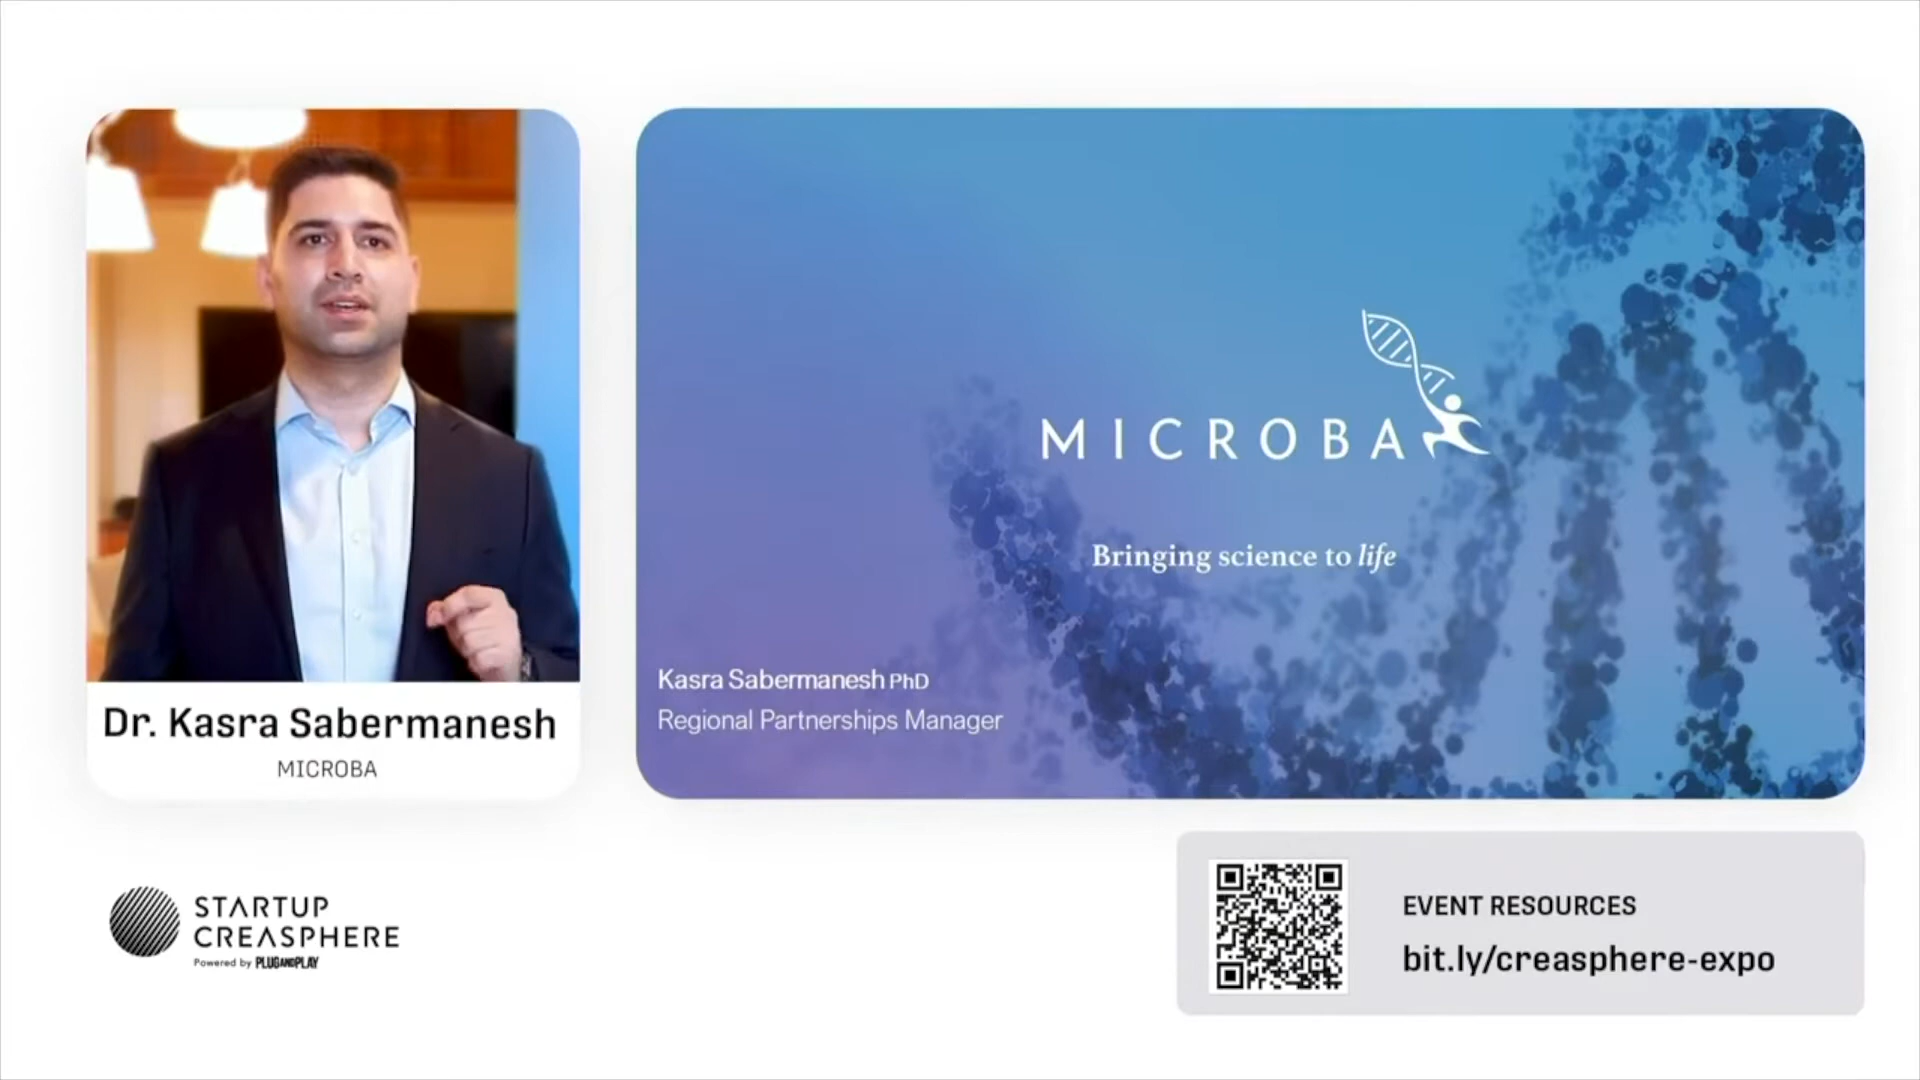 Dr. Kasra Sabermanesh
MICROBA
MICROBA
Bringing science to life
Kasra Sabermanesh PhD
Regional Partnerships Manager
STARTUP
CREASPHERE
Powered by PLUGANDPLAY
EVENT RESOURCES
bit.ly/creasphere-expo